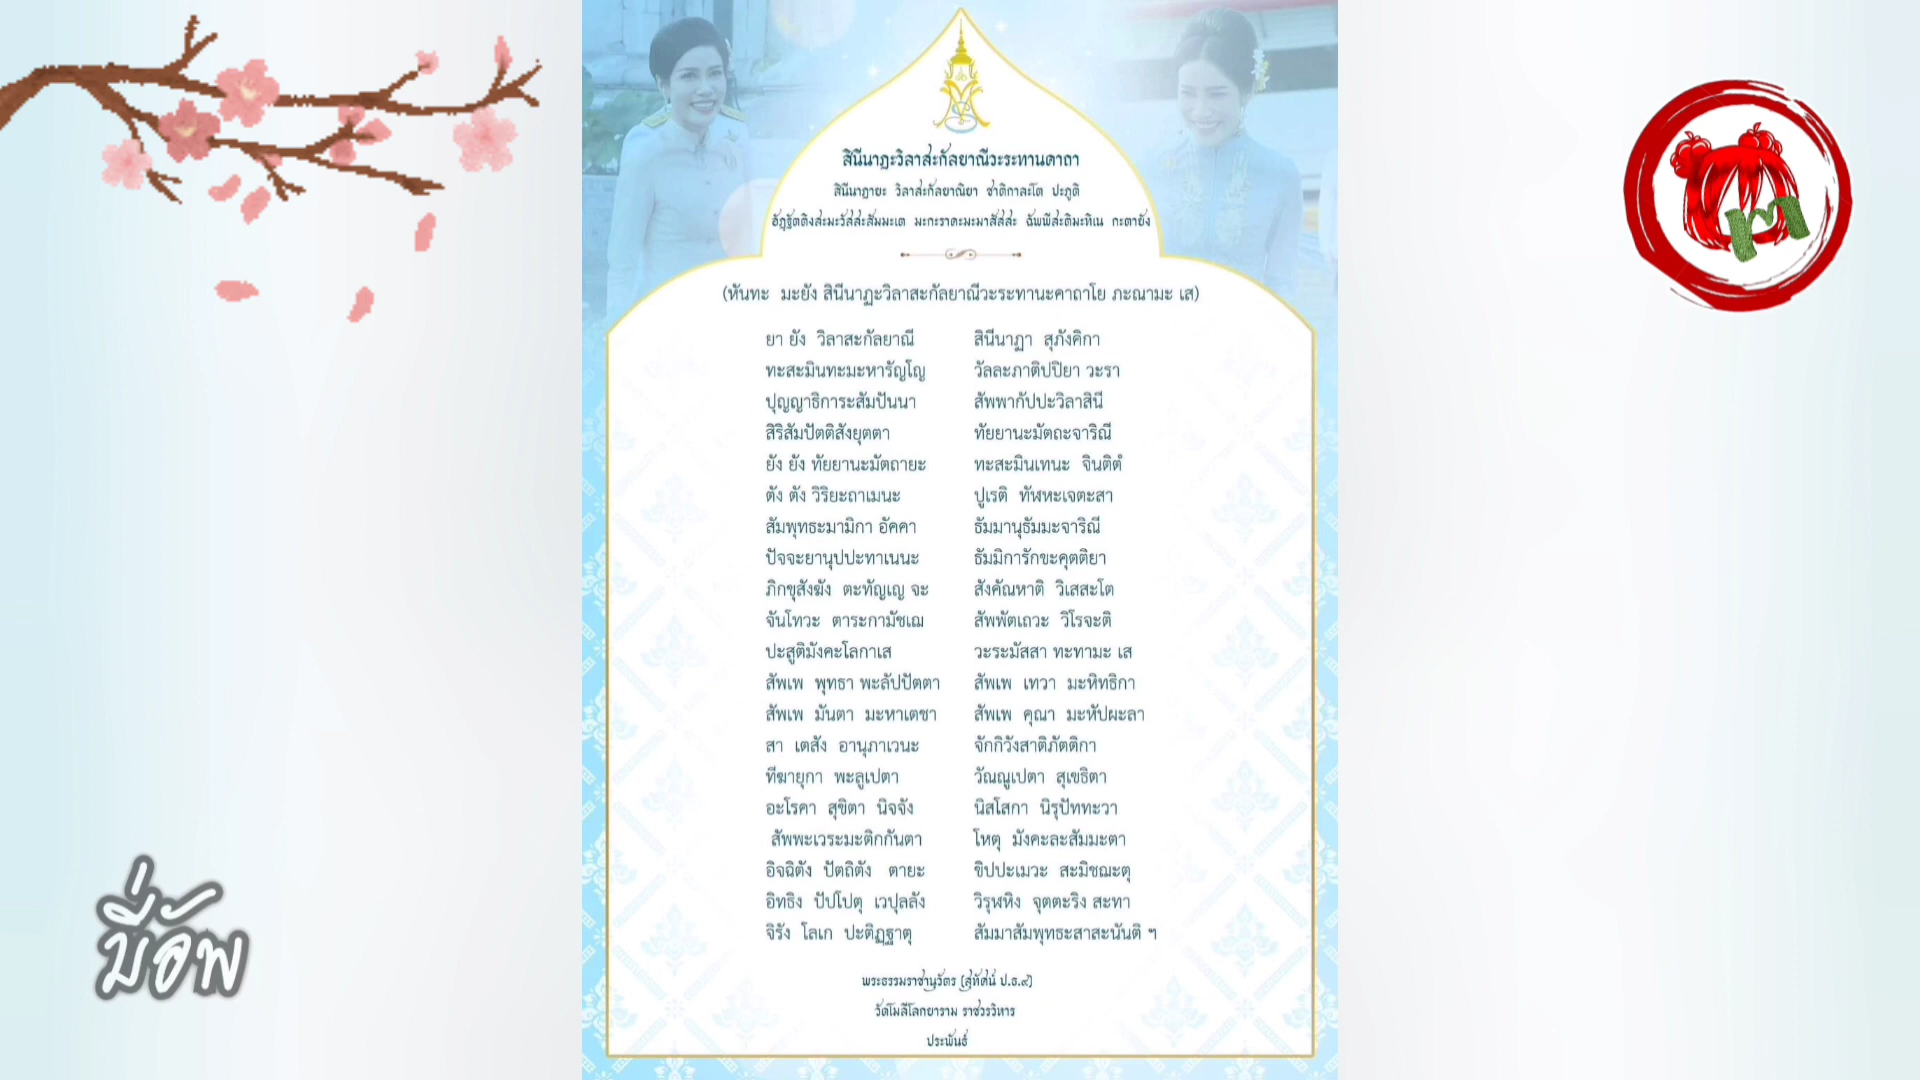 สินีนาฏะวิลาสะกัลยาณีวะระทานคาถา
สินีนาฏายะ วิลาสะกัลยาณิยา ชาติกาละโต ปะภูติ
อัฏฐัตติงสะมะวัสสะสัมมะเต มะกะราคะมะมาสัสสะ ฉัพพีสะติมะทิเน กะตายัง
(หันทะ มะยัง สินีนาฏะวิลาสะกัลยาณีวะระทานะคาถาโย ภะณามะ เส)
ยา ยัง วิลาสะกัลยาณี สินีนาฏา สุภังคิกา
ทะสะมินทะมะหารัญโญ วัลละภาติปปิยา วะรา
ปุญญาธิการะสัมปันนา สัพพากัปปะวิลาสินี
สิริสัมปัตติสังยุตตา ทัยยานะมัตถะจาริณี
ยัง ยัง ทัยยานะมัตถายะ ทะสะมินเทนะ จินติตํ
ตัง ตัง วิริยะถาเมนะ ปูเรติ ทัฬหะเจตะสา
สัมพุทธะมามิกา อัคคา ธัมมานุธัมมะจาริณี
ปัจจะยานุปปะทาเนนะ ธัมมิการักขะคุตติยา
ภิกขุสังฆัง ตะทัญเญ จะ สังคัณหาติ วิเสสะโต
จันโทวะ ตาระกามัชเฌ สัพพัตเถวะ วิโรจะติ
ปะสูติมังคะโลกาเส วะระมัสสา ทะทามะ เส
สัพเพ พุทธา พะลัปปัตตา สัพเพ เทวา มะหิทธิกา
สัพเพ มันตา มะหาเตชา สัพเพ คุณา มะหัปผะลา
สา เตสัง อานุภาเวนะ จักกิวังสาติภัตติกา
ทีฆายุกา พะลูเปตา วัณณูเปตา สุเขธิตา
อะโรคา สุขิตา นิจจัง นิสโสกา นิรุปัททะวา
สัพพะเวระมะติกกันตา โหตุ มังคะละสัมมะตา
อิจฉิตัง ปัตถิตัง ตายะ ขิปปะเมวะ สะมิชฌะตุ
อิทธิง ปัปโปตุ เวปุลลัง วิรุฬหิง จุตตะริง สะทา
จิรัง โลเก ปะติฏฐาตุ สัมมาสัมพุทธะสาสะนันติ ฯ
พระธรรมราชานุวัตร (สุทัศน์ ป.ธ.๙)
วัดโมลีโลกยาราม ราชวรวิหาร
ประพันธ์
มี่อัพ